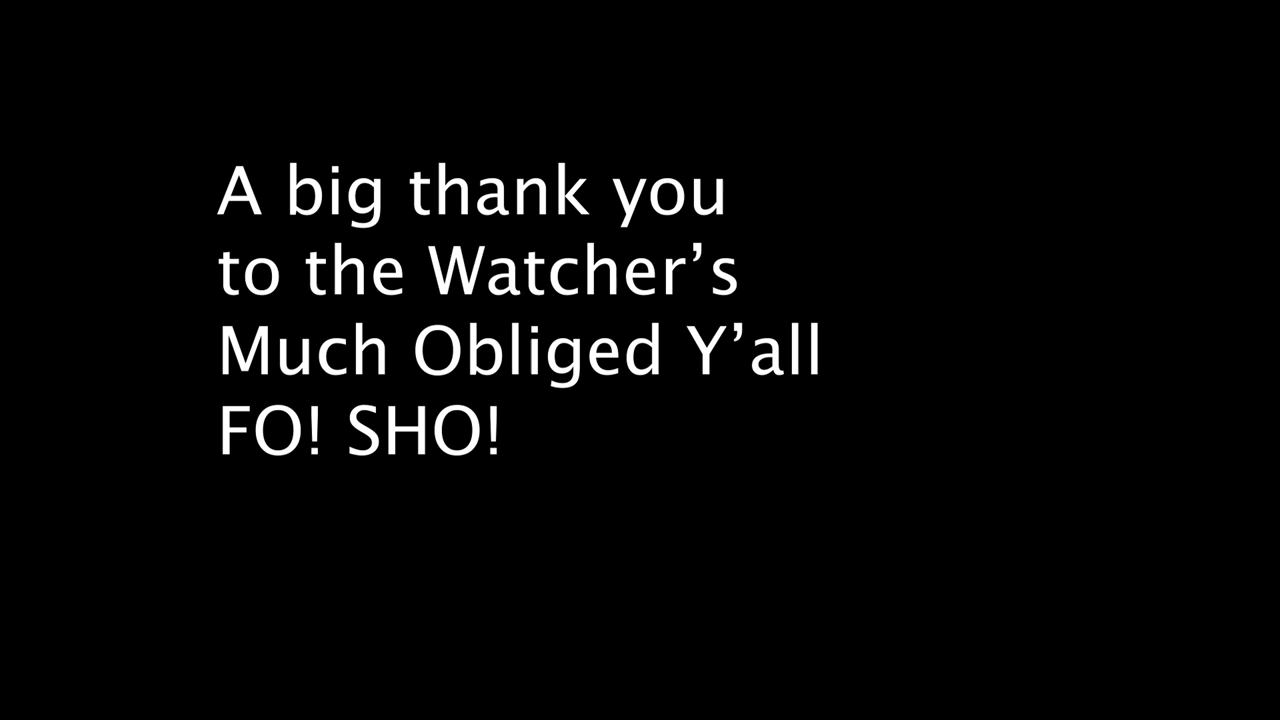 A big thank you
to the Watcher’s
Much Obliged Y’all
FO! SHO!